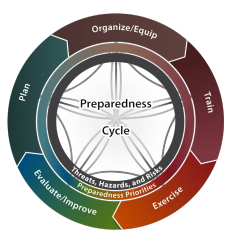 Organize/Equip
Plan
Train
Preparedness
Cycle
Threats, Hazards, and Risks
Preparedness Priorities
Evaluate/Improve
Exercise